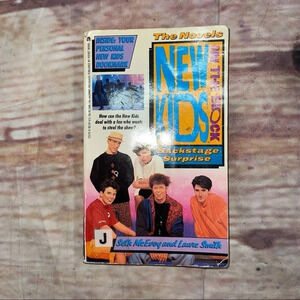 INSIDE: YOUR
PERSONAL
NEW KIDS
BOOKMARK
The Novels
NEW
KIDS
ON THE BLOCK
Backstage
Surprise
How can the New Kids
deal with a fan who wants
to steal the show?
J
Seth McEvoy and Laure Smith